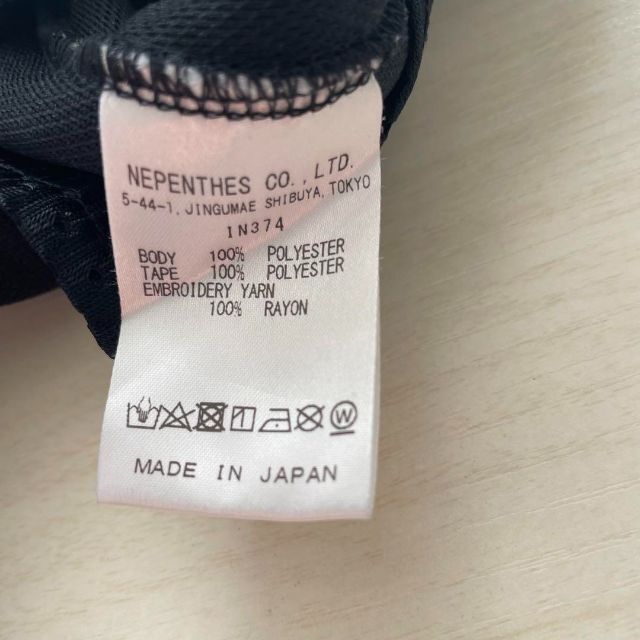 NEPENTHES CO., LTD.
5-44-1, JINGUMAE SHIBUYA, TOKYO
IN374
BODY 100% POLYESTER
TAPE 100% POLYESTER
EMBROIDERY YARN
100% RAYON
W
MADE IN JAPAN